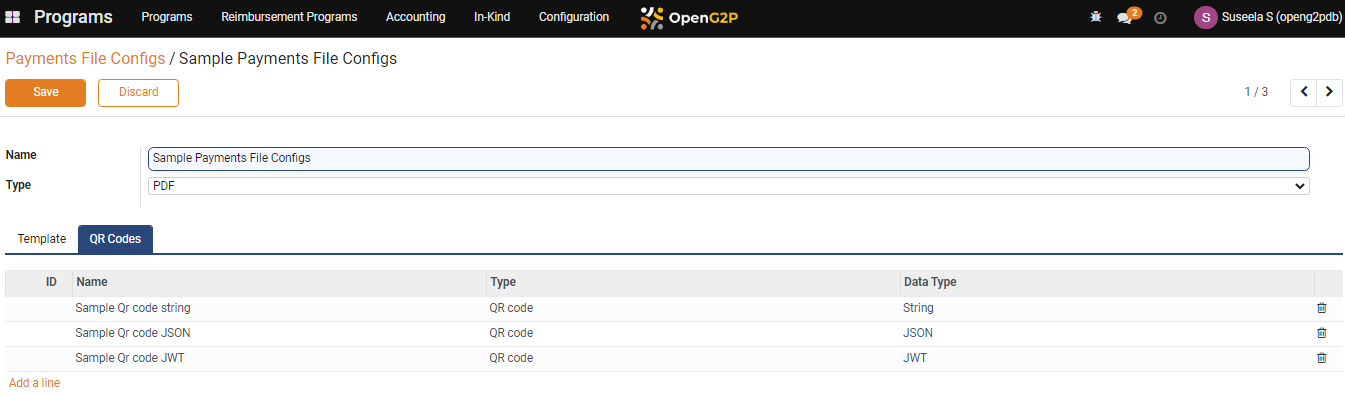 Programs Programs Reimbursement Programs Accounting In-Kind Configuration OpenG2P 2 S Suseela S (openg2pdb)
Payments File Configs / Sample Payments File Configs
Save Discard 1 / 3
Name Sample Payments File Configs
Type PDF
Template QR Codes
ID Name Type Data Type
Sample Qr code string QR code String
Sample Qr code JSON QR code JSON
Sample Qr code JWT QR code JWT
Add a line